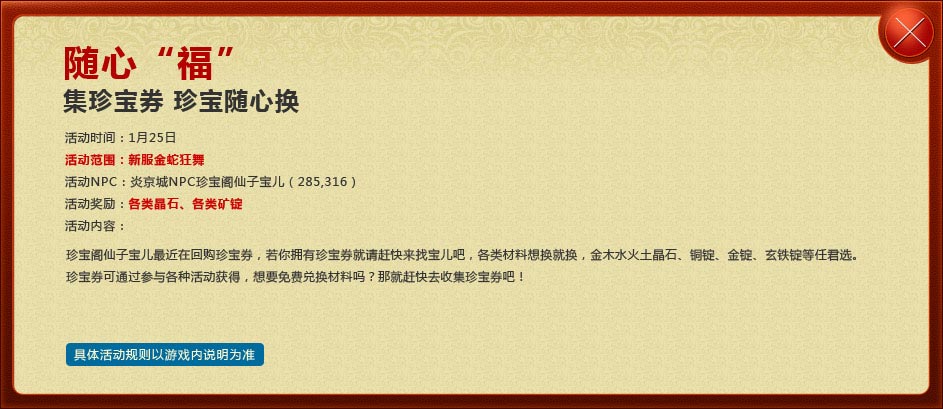 随心“福”
集珍宝券 珍宝随心换
活动时间：1月25日
活动范围：新服金蛇狂舞
活动NPC：炎京城NPC珍宝阁仙子宝儿（285,316）
活动奖励：各类晶石、各类矿锭
活动内容：
珍宝阁仙子宝儿最近在回购珍宝券，若你拥有珍宝券就请赶快来找宝儿吧，各类材料想换就换，金木水火土晶石、铜锭、金锭、玄铁锭等任君选。
珍宝券可通过参与各种活动获得，想要免费兑换材料吗？那就赶快去收集珍宝券吧！
具体活动规则以游戏内说明为准